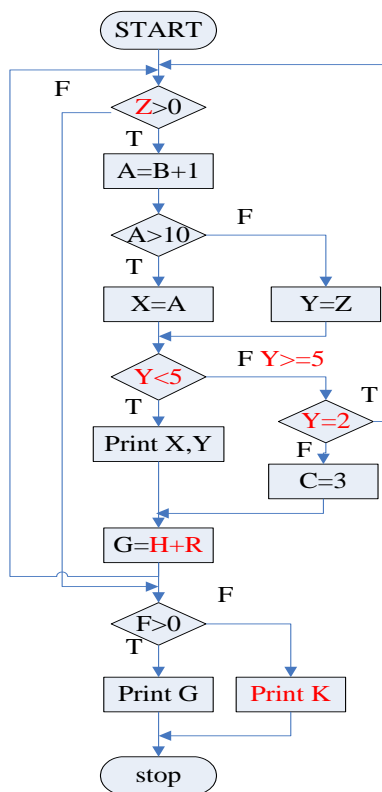 START
F
Z>0
T
A=B+1
F
A>10
T
X=A
Y=Z
F Y>=5
Y<5
T
T
Y=2
Print X,Y
F
C=3
G=H+R
F
F>0
T
Print G
Print K
stop